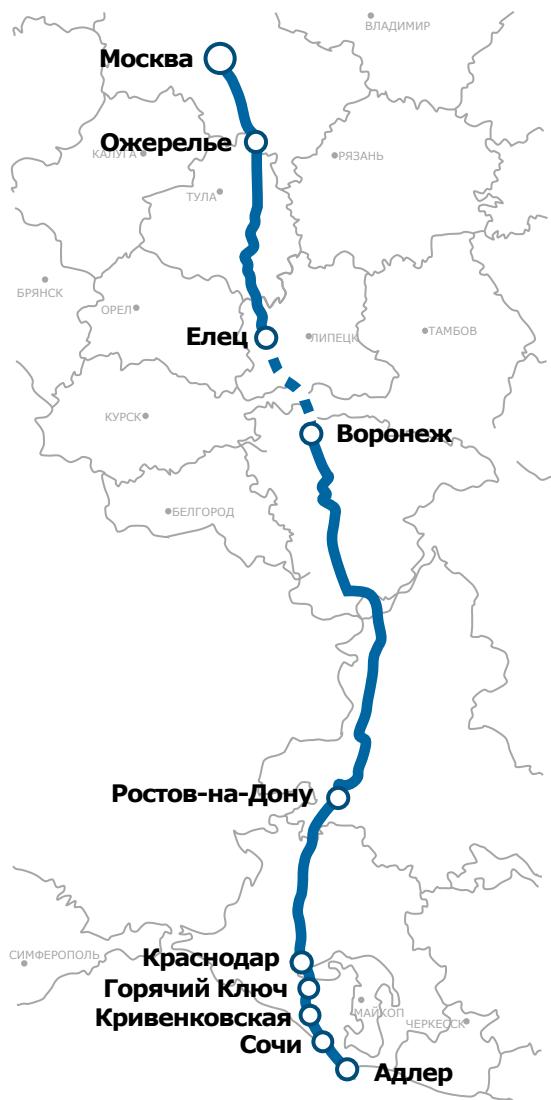 ВЛАДИМИР
Москва
Ожерелье
КАЛУГА
РЯЗАНЬ
ТУЛА
БРЯНСК
ОРЕЛ
Елец
ЛИПЕЦК
ТАМБОВ
КУРСК
Воронеж
БЕЛГОРОД
Ростов-на-Дону
СИМФЕРОПОЛЬ
Краснодар
Горячий Ключ
МАЙКОП
Кривенковская
ЧЕРКЕССК
Сочи
Адлер